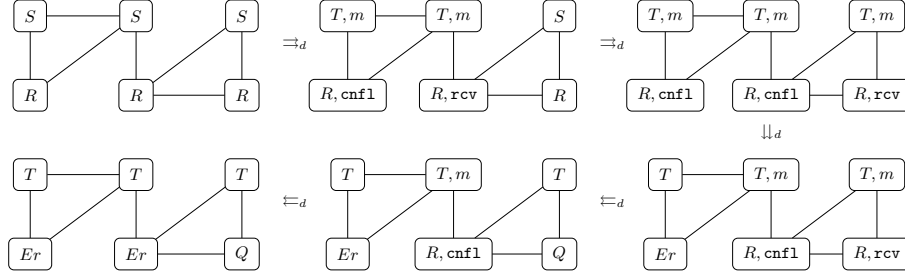 S S S ⇉d T, m T, m S ⇉d T, m T, m T, m
R R R R, cnfl R, rcv R R, cnfl R, cnfl R, rcv
⇊d
T T T ⇇d T T, m T ⇇d T T, m T, m
Er Er Q Er R, cnfl Q Er R, cnfl R, rcv